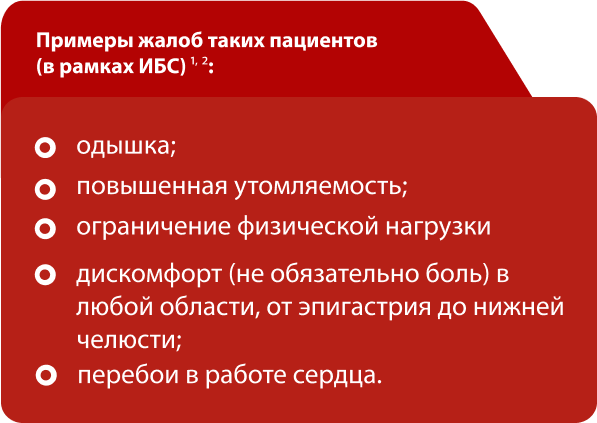 Примеры жалоб таких пациентов
(в рамках ИБС) 1, 2:
одышка;
повышенная утомляемость;
ограничение физической нагрузки
дискомфорт (не обязательно боль) в
любой области, от эпигастрия до нижней
челюсти;
перебои в работе сердца.